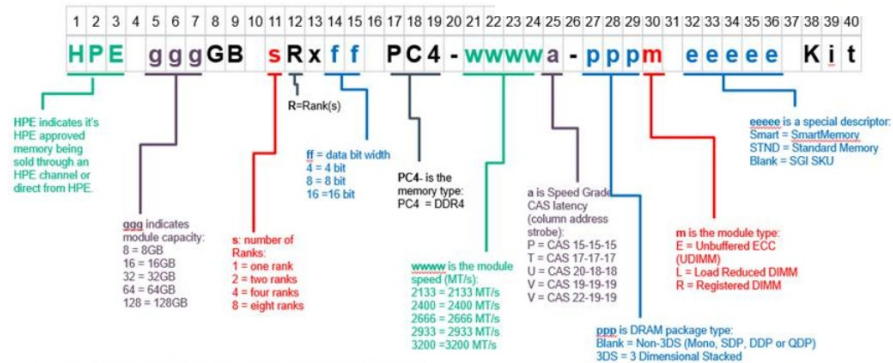 1 2 3 4 5 6 7 8 9 10 11 12 13 14 15 16 17 18 19 20 21 22 23 24 25 26 27 28 29 30 31 32 33 34 35 36 37 38 39 40
HPE gggGB sRxff PC4-wwwwa-pppm eeeee Kit
HPE indicates it's
HPE approved
memory being
sold through an
HPE channel or
direct from HPE.
ggg indicates
module capacity:
8 = 8GB
16 = 16GB
32 = 32GB
64 = 64GB
128 = 128GB
s: number of
Ranks:
1 = one rank
2 = two ranks
4 = four ranks
8 = eight ranks
R=Rank(s)
ff = data bit width
4 = 4 bit
8 = 8 bit
16 =16 bit
PC4- is the
memory type:
PC4 = DDR4
wwww is the module
speed (MT/s):
2133 = 2133 MT/s
2400 = 2400 MT/s
2666 = 2666 MT/s
2933 = 2933 MT/s
3200 =3200 MT/s
a is Speed Grade
CAS latency
(column address
strobe):
P = CAS 15-15-15
T = CAS 17-17-17
U = CAS 20-18-18
V = CAS 19-19-19
V = CAS 22-19-19
ppp is DRAM package type:
Blank = Non-3DS (Mono, SDP, DDP or QDP)
3DS = 3 Dimensional Stacked
m is the module type:
E = Unbuffered ECC
(UDIMM)
L = Load Reduced DIMM
R = Registered DIMM
eeeee is a special descriptor:
Smart = SmartMemory
STND = Standard Memory
Blank = SGI SKU